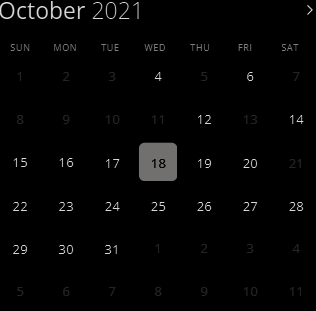 October 2021
SUN MON TUE WED THU FRI SAT
1 2 3 4 5 6 7
8 9 10 11 12 13 14
15 16 17 18 19 20 21
22 23 24 25 26 27 28
29 30 31 1 2 3 4
5 6 7 8 9 10 11